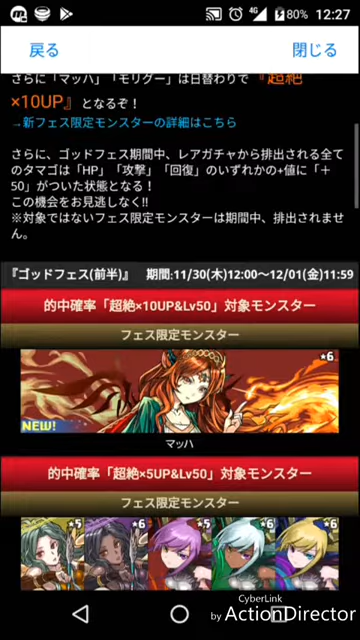 80% 12:27
4G
戻る 閉じる
さらに「マッハ」「モリグー」は日替わりで『超絶
×10UP』となるぞ！
→新フェス限定モンスターの詳細はこちら
さらに、ゴッドフェス期間中、レアガチャから排出される全て
のタマゴは「HP」「攻撃」「回復」のいずれかの+値に「＋
50」がついた状態となる！
この機会をお見逃しなく!!
※対象ではないフェス限定モンスターは期間中、排出されませ
ん。
『ゴッドフェス(前半)』 期間:11/30(木)12:00～12/01(金)11:59
的中確率「超絶×10UP&Lv50」対象モンスター
フェス限定モンスター
★6
NEW!
マッハ
的中確率「超絶×5UP&Lv50」対象モンスター
フェス限定モンスター
★5 ★6 ★5 ★6 ★6
CyberLink
by ActionDirector